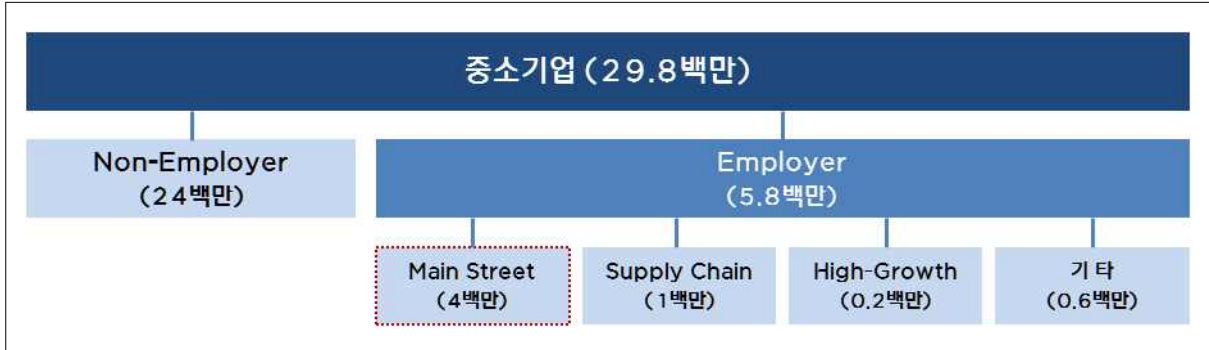 중소기업 (29.8백만)
Non-Employer
(24백만)
Employer
(5.8백만)
Main Street
(4백만)
Supply Chain
(1백만)
High-Growth
(0.2백만)
기 타
(0.6백만)